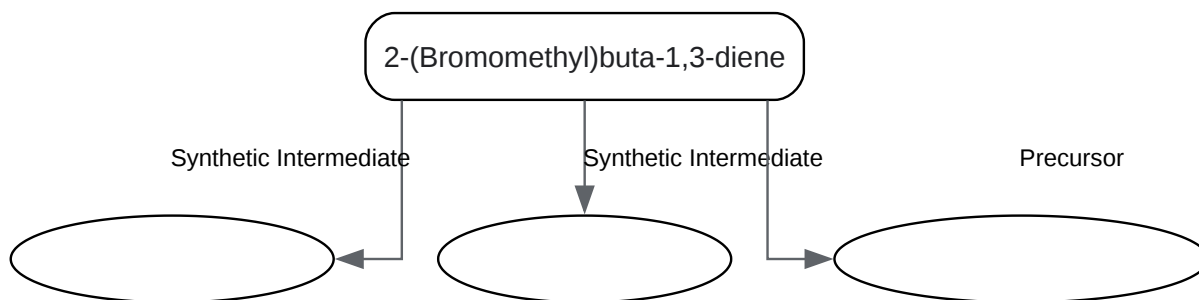 2-(Bromomethyl)buta-1,3-diene
Synthetic Intermediate
Synthetic Intermediate
Precursor